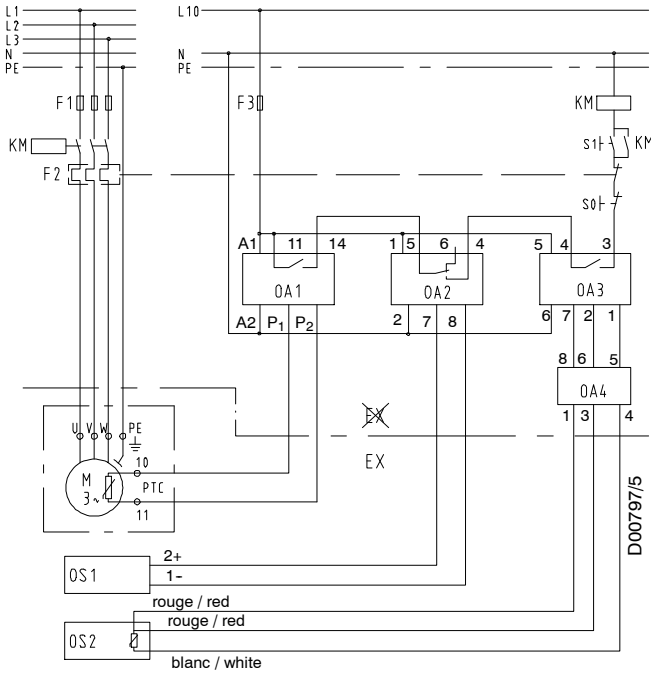 L1 L10
L2
L3
N N
PE PE
F1 F3 KM
KM S1 KM
F2
S0
A1 11 14 1 5 6 4 5 4 3
OA1 OA2 OA3
A2 P1 P2 2 7 8 6 7 2 1
8 6 5
OA4
EX 1 3 4
U V W PE
EX
10
M
3~
PTC
11
D00797/5
2+
OS1 1-
rouge / red
rouge / red
OS2
blanc / white